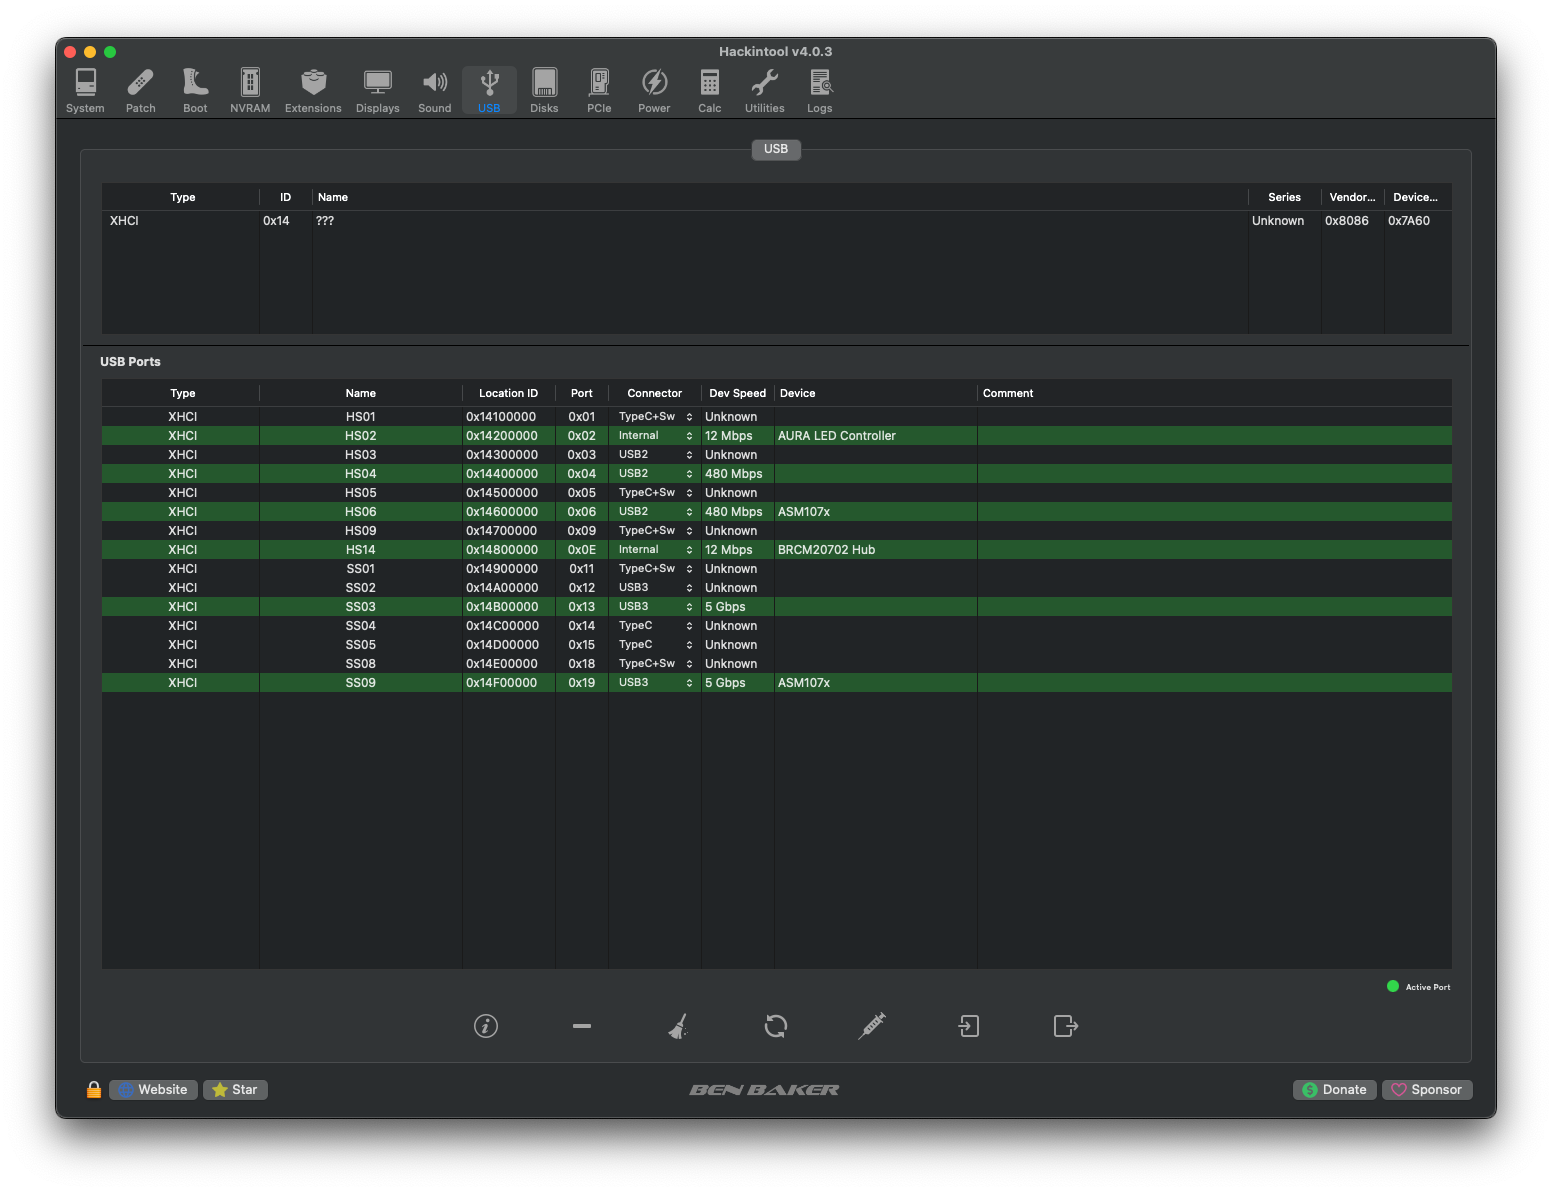 Hackintool v4.0.3
System Patch Boot NVRAM Extensions Displays Sound USB Disks PCIe Power Calc Utilities Logs
USB
Type ID Name Series Vendor... Device...
XHCI 0x14 ??? Unknown 0x8086 0x7A60
USB Ports
Type Name Location ID Port Connector Dev Speed Device Comment
XHCI HS01 0x14100000 0x01 TypeC+Sw Unknown
XHCI HS02 0x14200000 0x02 Internal 12 Mbps AURA LED Controller
XHCI HS03 0x14300000 0x03 USB2 Unknown
XHCI HS04 0x14400000 0x04 USB2 480 Mbps
XHCI HS05 0x14500000 0x05 TypeC+Sw Unknown
XHCI HS06 0x14600000 0x06 USB2 480 Mbps ASM107x
XHCI HS09 0x14700000 0x09 TypeC+Sw Unknown
XHCI HS14 0x14800000 0x0E Internal 12 Mbps BRCM20702 Hub
XHCI SS01 0x14900000 0x11 TypeC+Sw Unknown
XHCI SS02 0x14A00000 0x12 USB3 Unknown
XHCI SS03 0x14B00000 0x13 USB3 5 Gbps
XHCI SS04 0x14C00000 0x14 TypeC Unknown
XHCI SS05 0x14D00000 0x15 TypeC Unknown
XHCI SS08 0x14E00000 0x18 TypeC+Sw Unknown
XHCI SS09 0x14F00000 0x19 USB3 5 Gbps ASM107x
Active Port
Website Star BEN BAKER Donate Sponsor